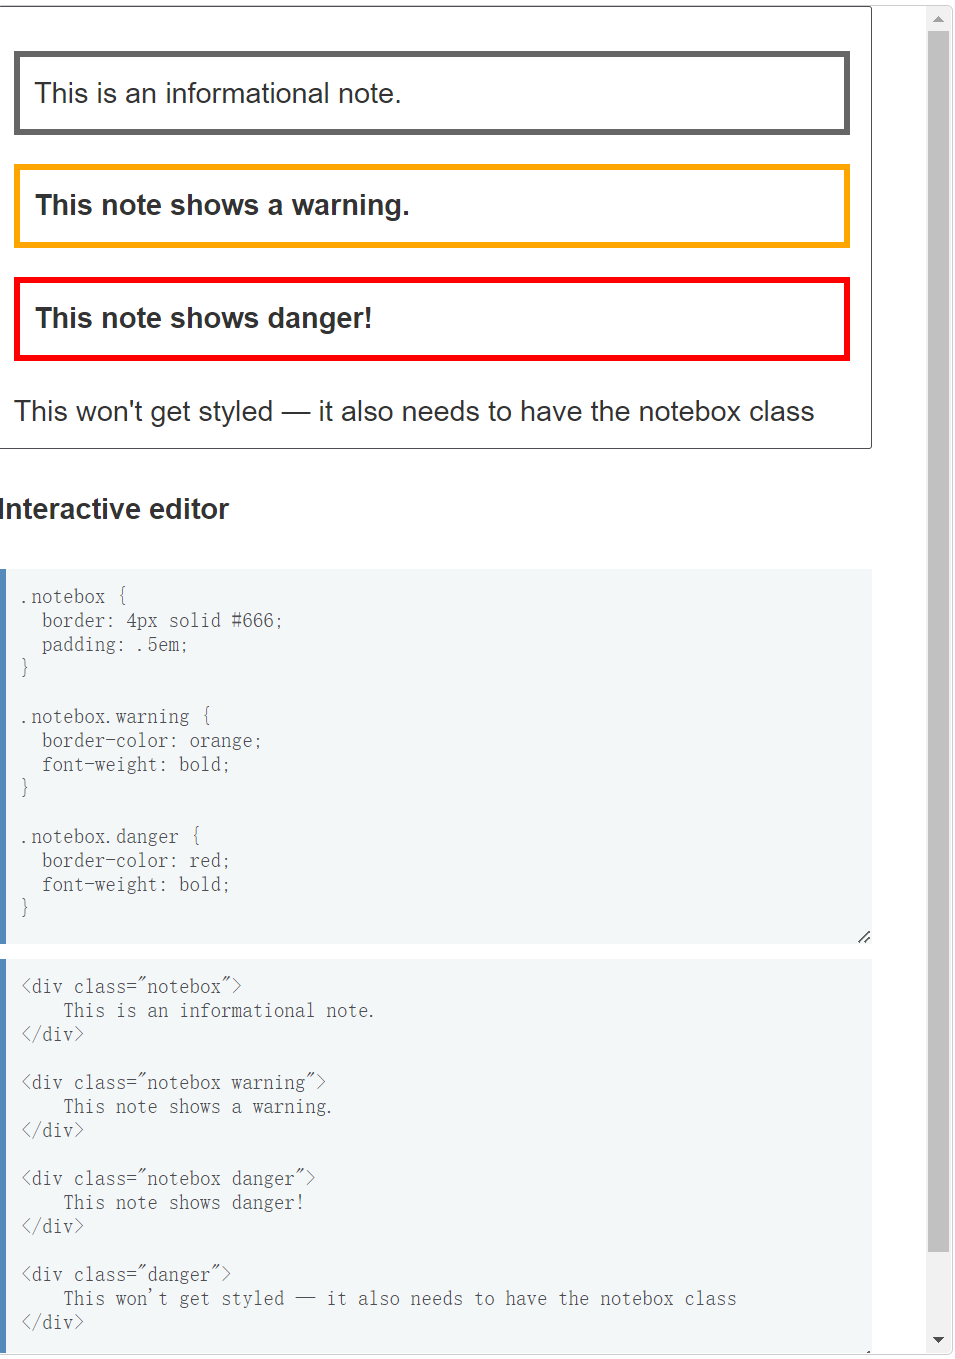 This is an informational note.
This note shows a warning.
This note shows danger!
This won't get styled — it also needs to have the notebox class
Interactive editor
.notebox {
  border: 4px solid #666;
  padding: .5em;
}
.notebox.warning {
  border-color: orange;
  font-weight: bold;
}
.notebox.danger {
  border-color: red;
  font-weight: bold;
}
<div class="notebox">
    This is an informational note.
</div>
<div class="notebox warning">
    This note shows a warning.
</div>
<div class="notebox danger">
    This note shows danger!
</div>
<div class="danger">
    This won't get styled — it also needs to have the notebox class
</div>